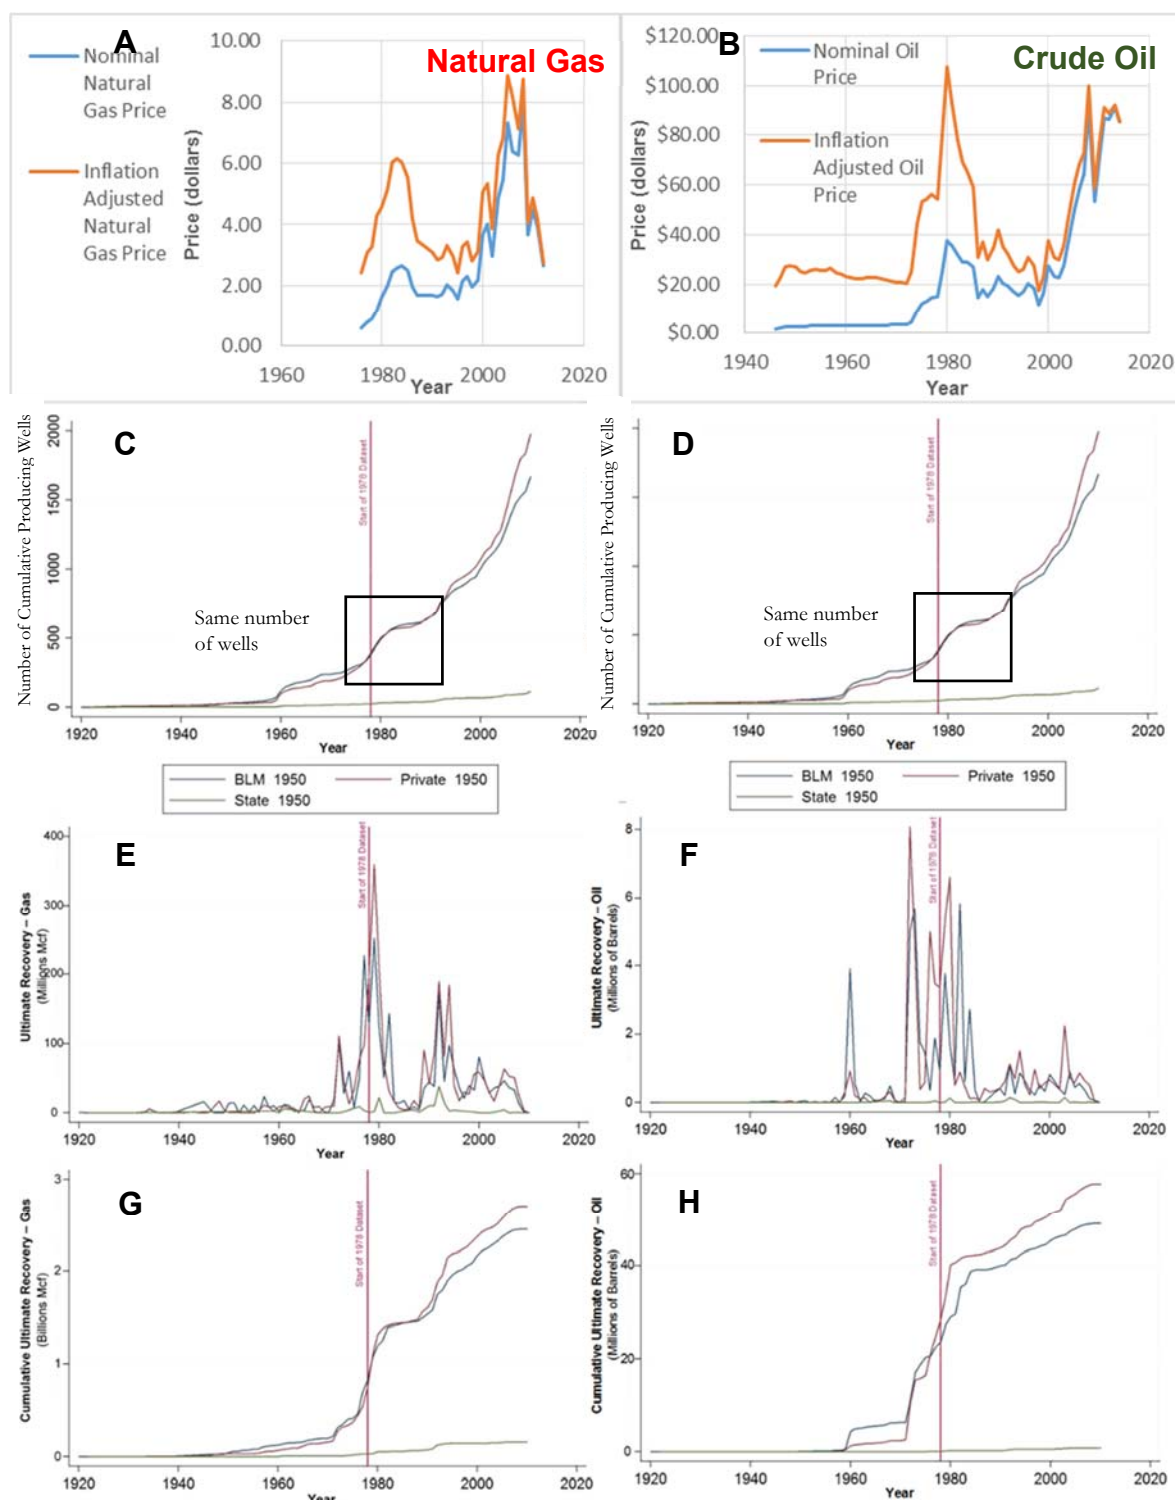 A
Nominal
Natural
Gas Price
Inflation
Adjusted
Natural
Gas Price
Natural Gas
Price (dollars)
10.00
8.00
6.00
4.00
2.00
0.00
1960 1980 2000 2020
Year
B
Nominal Oil
Price
Inflation
Adjusted Oil
Price
Crude Oil
Price (dollars)
$120.00
$100.00
$80.00
$60.00
$40.00
$20.00
$0.00
1940 1960 1980 2000 2020
Year
C
Number of Cumulative Producing Wells
2000
1500
1000
500
0
Start of 1978 Dataset
Same number
of wells
1920 1940 1960 1980 2000 2020
Year
BLM 1950 Private 1950
State 1950
D
Number of Cumulative Producing Wells
Start of 1978 Dataset
Same number
of wells
1920 1940 1960 1980 2000 2020
Year
BLM 1950 Private 1950
State 1950
E
Ultimate Recovery – Gas
(Millions Mcf)
400
300
200
100
0
Start of 1978 Dataset
1920 1940 1960 1980 2000 2020
Year
F
Ultimate Recovery – Oil
(Millions of Barrels)
8
6
4
2
0
Start of 1978 Dataset
1920 1940 1960 1980 2000 2020
Year
G
Cumulative Ultimate Recovery – Gas
(Billions Mcf)
3
2
1
0
Start of 1978 Dataset
1920 1940 1960 1980 2000 2020
Year
H
Cumulative Ultimate Recovery – Oil
(Millions of Barrels)
60
40
20
0
Start of 1978 Dataset
1920 1940 1960 1980 2000 2020
Year